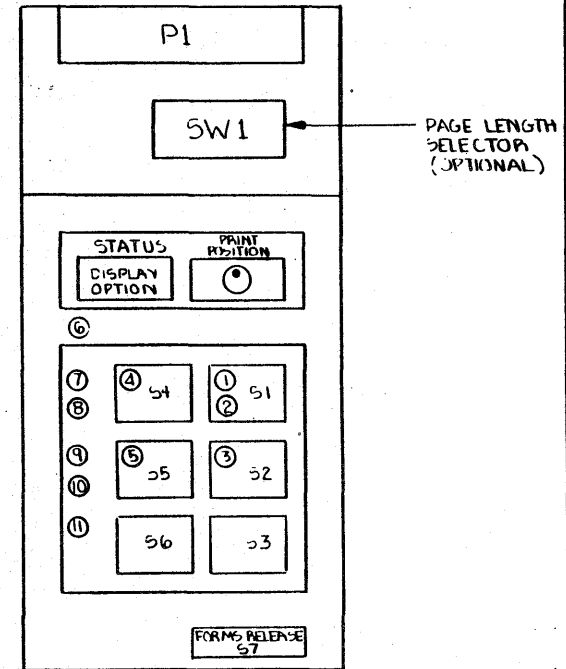 P1
SW1
PAGE LENGTH
SELECTOR
(OPTIONAL)
STATUS
PRINT
POSITION
DISPLAY
OPTION
6
7
4 S4
1 S1
8
2
9
5 S5
3 S2
10
11
S6
S3
FORMS RELEASE
S7